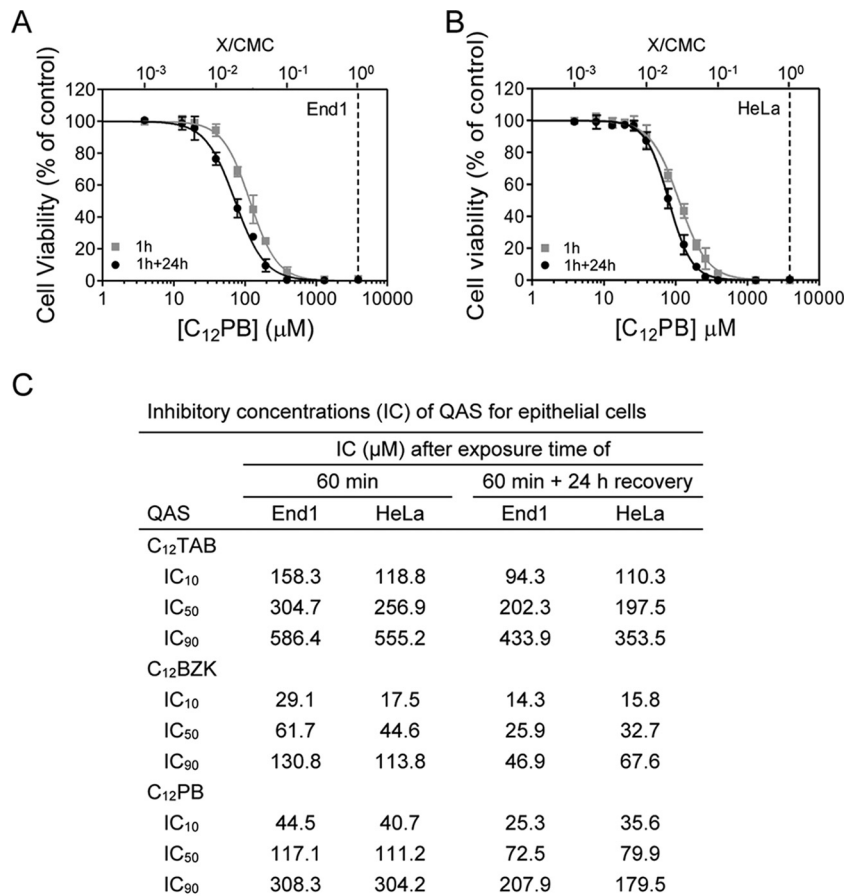 A
X/CMC
10⁻³ 10⁻² 10⁻¹ 10⁰
Cell Viability (% of control)
120
100
80
60
40
20
0
End1
1h
1h+24h
1 10 100 1000 10000
[C₁₂PB] (μM)
B
X/CMC
10⁻³ 10⁻² 10⁻¹ 10⁰
Cell viability (% of control)
120
100
80
60
40
20
0
HeLa
1h
1h+24h
1 10 100 1000 10000
[C₁₂PB] μM
C
Inhibitory concentrations (IC) of QAS for epithelial cells
IC (μM) after exposure time of
60 min 60 min + 24 h recovery
QAS End1 HeLa End1 HeLa
C₁₂TAB
IC₁₀ 158.3 118.8 94.3 110.3
IC₅₀ 304.7 256.9 202.3 197.5
IC₉₀ 586.4 555.2 433.9 353.5
C₁₂BZK
IC₁₀ 29.1 17.5 14.3 15.8
IC₅₀ 61.7 44.6 25.9 32.7
IC₉₀ 130.8 113.8 46.9 67.6
C₁₂PB
IC₁₀ 44.5 40.7 25.3 35.6
IC₅₀ 117.1 111.2 72.5 79.9
IC₉₀ 308.3 304.2 207.9 179.5